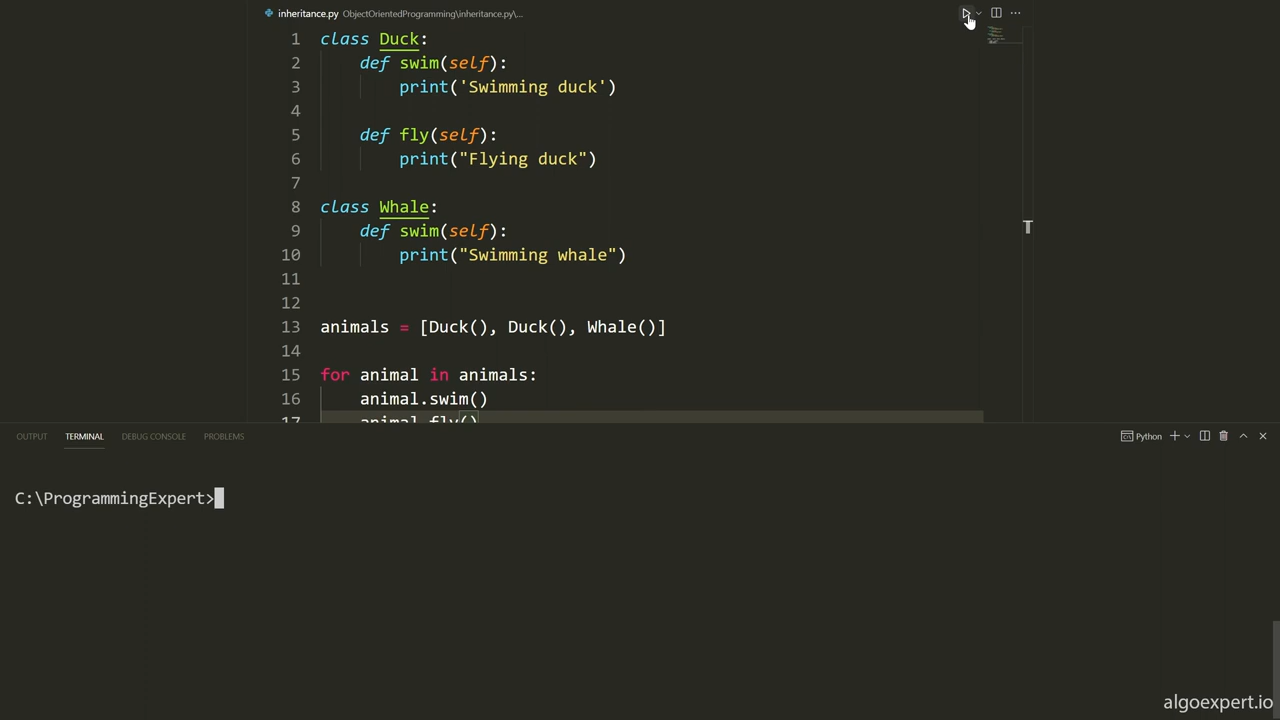 inheritance.py ObjectOrientedProgramming\inheritance.py\...
1 class Duck:
2 def swim(self):
3 print('Swimming duck')
4
5 def fly(self):
6 print("Flying duck")
7
8 class Whale:
9 def swim(self):
10 print("Swimming whale")
11
12
13 animals = [Duck(), Duck(), Whale()]
14
15 for animal in animals:
16 animal.swim()
17 animal.fly()
T
OUTPUT TERMINAL DEBUG CONSOLE PROBLEMS Python
C:\ProgrammingExpert>
algoexpert.io